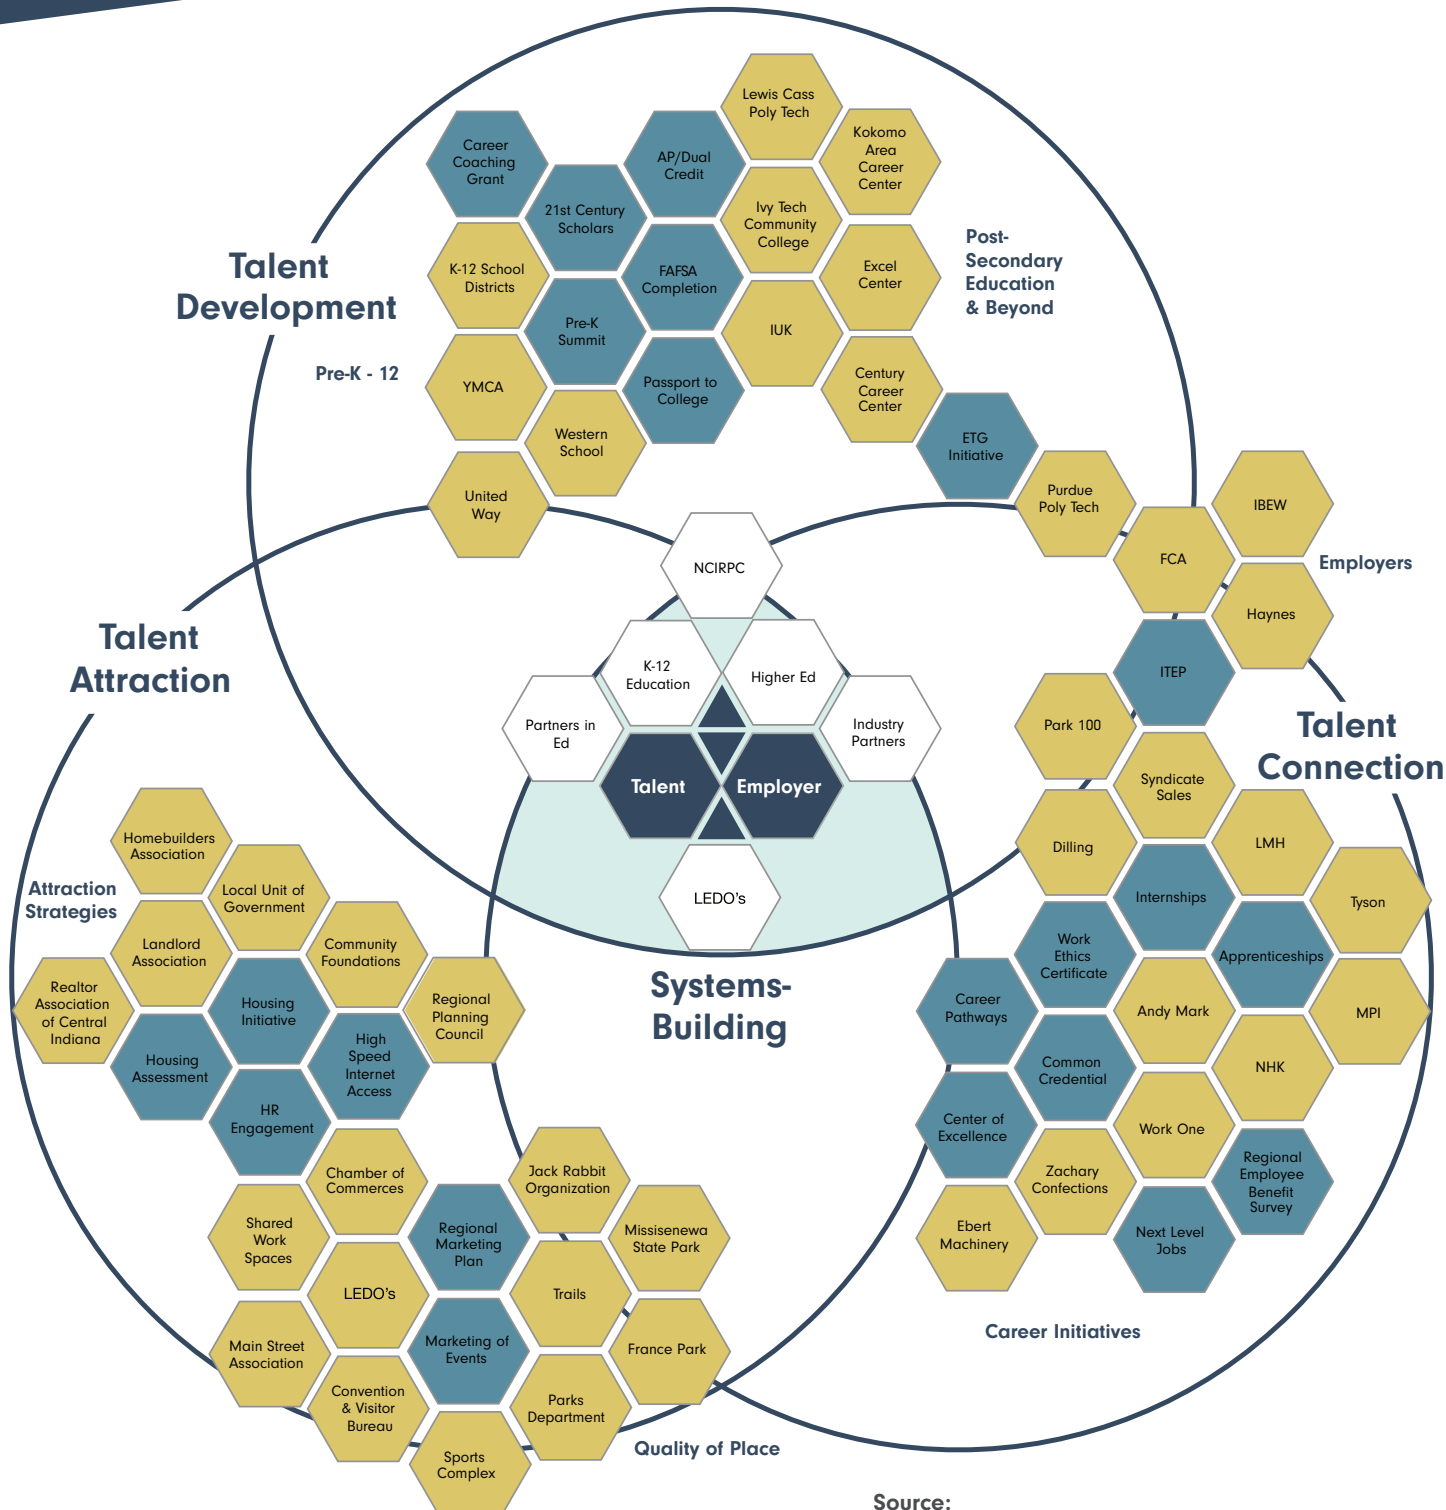 Lewis Cass
Poly Tech
Kokomo
Area
Career
Center
Career
Coaching
Grant
AP/Dual
Credit
21st Century
Scholars
Ivy Tech
Community
College
Post-
Secondary
Education
& Beyond
Talent
Development
K-12 School
Districts
FAFSA
Completion
Excel
Center
Pre-K
Summit
IUK
Pre-K - 12
YMCA
Passport to
College
Century
Career
Center
Western
School
ETG
Initiative
United
Way
Purdue
Poly Tech
IBEW
FCA
Employers
NCIRPC
Haynes
Talent
Attraction
K-12
Education
Higher Ed
ITEP
Partners in
Ed
Industry
Partners
Park 100
Talent
Connection
Talent
Employer
Syndicate
Sales
Homebuilders
Association
Dilling
LMH
Attraction
Strategies
Local Unit of
Government
LEDO's
Internships
Tyson
Landlord
Association
Community
Foundations
Work
Ethics
Certificate
Apprenticeships
Realtor
Association
of Central
Indiana
Housing
Initiative
Regional
Planning
Council
Systems-
Building
Career
Pathways
Andy Mark
MPI
Housing
Assessment
High
Speed
Internet
Access
Common
Credential
NHK
HR
Engagement
Center of
Excellence
Work One
Chamber of
Commerces
Jack Rabbit
Organization
Zachary
Confections
Regional
Employee
Benefit
Survey
Shared
Work
Spaces
Regional
Marketing
Plan
Missisenewa
State Park
Ebert
Machinery
Next Level
Jobs
LEDO's
Trails
Main Street
Association
Marketing of
Events
France Park
Career Initiatives
Convention
& Visitor
Bureau
Parks
Department
Quality of Place
Sports
Complex
Source: